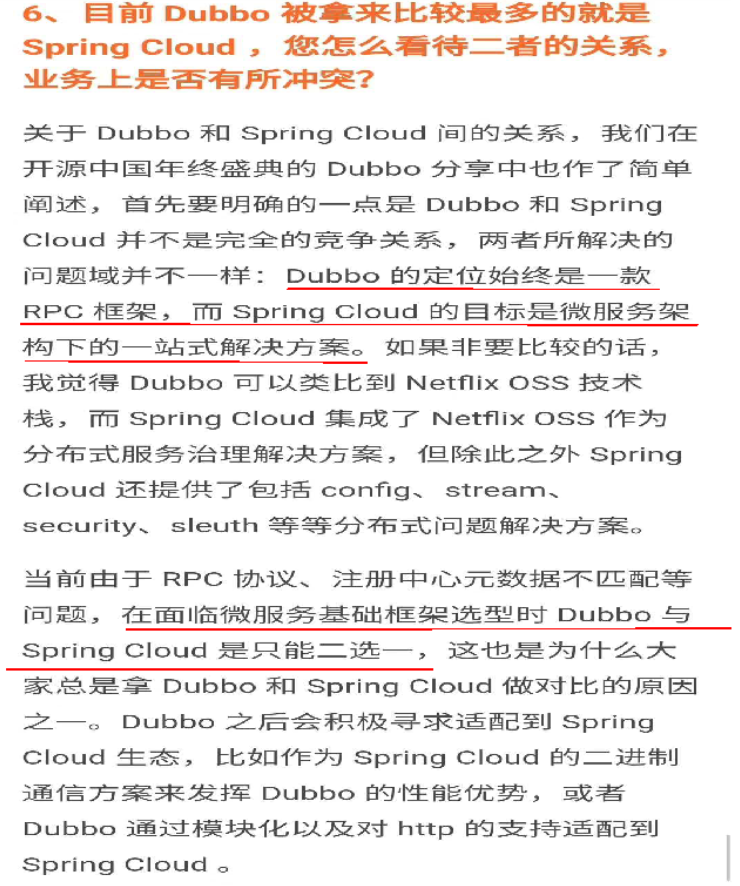 6、目前 Dubbo 被拿来比较最多的就是
Spring Cloud ，您怎么看待二者的关系，
业务上是否有所冲突？
关于 Dubbo 和 Spring Cloud 间的关系，我们在
开源中国年终盛典的 Dubbo 分享中也作了简单
阐述，首先要明确的一点是 Dubbo 和 Spring
Cloud 并不是完全的竞争关系，两者所解决的
问题域并不一样：Dubbo 的定位始终是一款
RPC 框架，而 Spring Cloud 的目标是微服务架
构下的一站式解决方案。如果非要比较的话，
我觉得 Dubbo 可以类比到 Netflix OSS 技术
栈，而 Spring Cloud 集成了 Netflix OSS 作为
分布式服务治理解决方案，但除此之外 Spring
Cloud 还提供了包括 config、stream、
security、sleuth 等等分布式问题解决方案。
当前由于 RPC 协议、注册中心元数据不匹配等
问题，在面临微服务基础框架选型时 Dubbo 与
Spring Cloud 是只能二选一，这也是为什么大
家总是拿 Dubbo 和 Spring Cloud 做对比的原因
之一。Dubbo 之后会积极寻求适配到 Spring
Cloud 生态，比如作为 Spring Cloud 的二进制
通信方案来发挥 Dubbo 的性能优势，或者
Dubbo 通过模块化以及对 http 的支持适配到
Spring Cloud 。